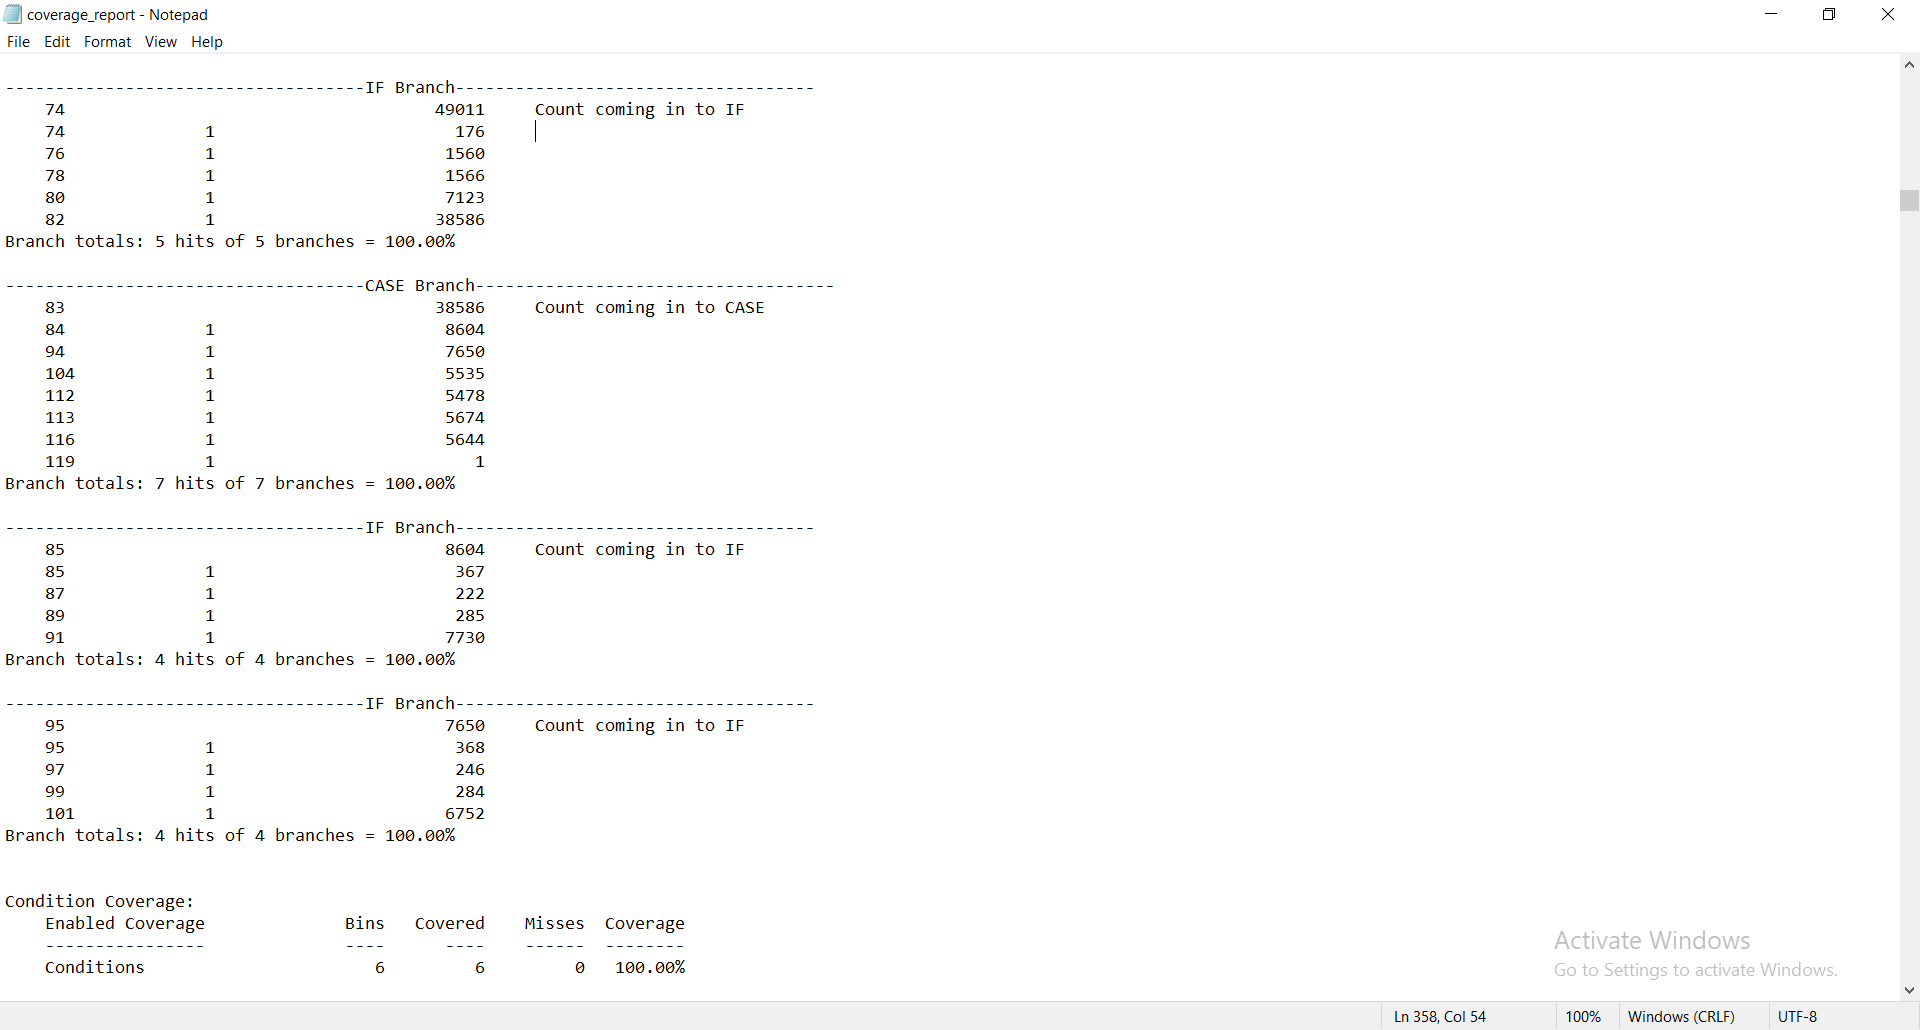 coverage_report - Notepad
File Edit Format View Help
------------------------------------IF Branch------------------------------------
    74                                     49011     Count coming in to IF
    74              1                        176
    76              1                       1560
    78              1                       1566
    80              1                       7123
    82              1                      38586
Branch totals: 5 hits of 5 branches = 100.00%
------------------------------------CASE Branch------------------------------------
    83                                     38586     Count coming in to CASE
    84              1                       8604
    94              1                       7650
    104             1                       5535
    112             1                       5478
    113             1                       5674
    116             1                       5644
    119             1                          1
Branch totals: 7 hits of 7 branches = 100.00%
------------------------------------IF Branch------------------------------------
    85                                      8604     Count coming in to IF
    85              1                        367
    87              1                        222
    89              1                        285
    91              1                       7730
Branch totals: 4 hits of 4 branches = 100.00%
------------------------------------IF Branch------------------------------------
    95                                      7650     Count coming in to IF
    95              1                        368
    97              1                        246
    99              1                        284
    101             1                       6752
Branch totals: 4 hits of 4 branches = 100.00%
Condition Coverage:
    Enabled Coverage              Bins   Covered    Misses  Coverage
    ----------------              ----      ----    ------  --------
    Conditions                       6         6         0   100.00%
Activate Windows
Go to Settings to activate Windows.
Ln 358, Col 54 100% Windows (CRLF) UTF-8